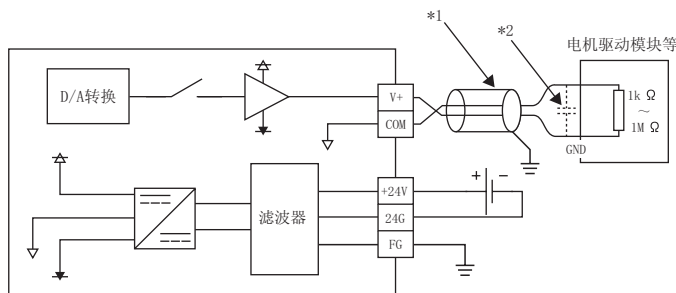 *1
*2
电机驱动模块等
D/A转换
V+
COM
1k Ω
～
1M Ω
GND
+24V
+ −
24G
滤波器
FG